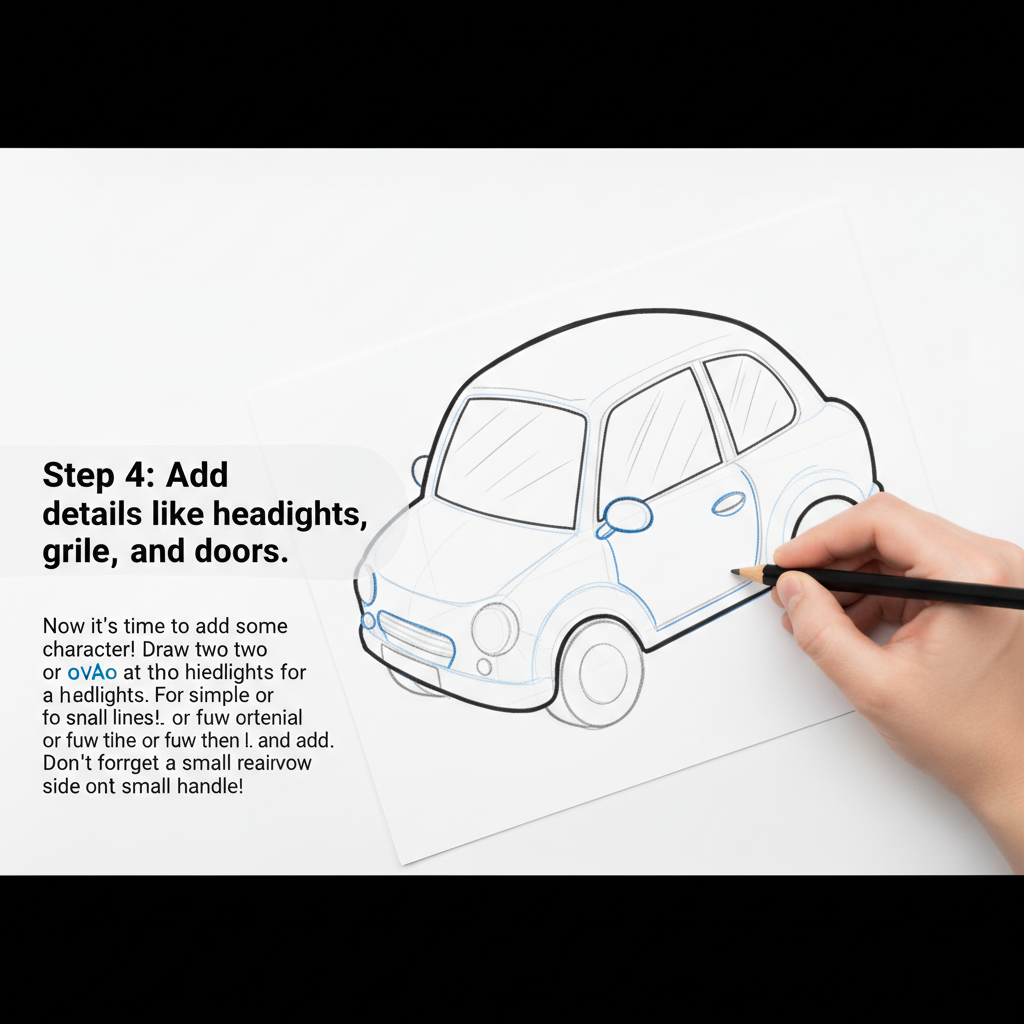 Step 4: Add
details like headights,
grile, and doors.
Now it's time to add some
character! Draw two two
or ovAo at tho hiedlights for
a hedlights. For simple or
fo snall lines!. or fuw ortenial
or fuw tihe or fuw then l. and add.
Don't forrget a small reairvow
side ont small handle!